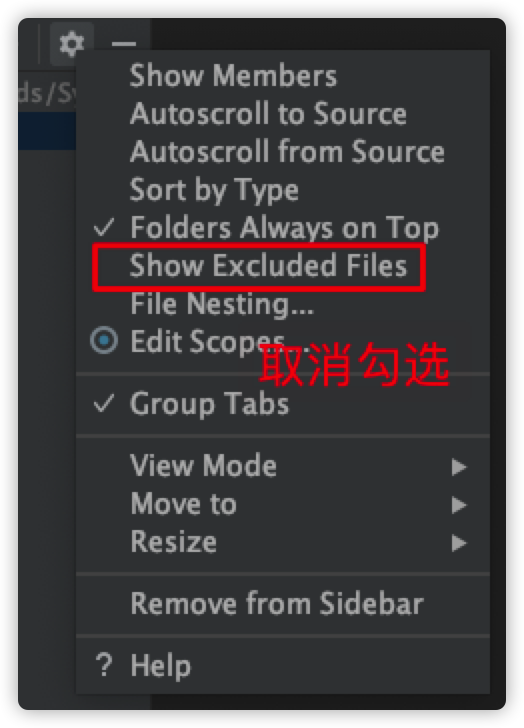 ds/Sy
Show Members
Autoscroll to Source
Autoscroll from Source
Sort by Type
Folders Always on Top
Show Excluded Files
File Nesting...
Edit Scopes...
取消勾选
Group Tabs
View Mode
Move to
Resize
Remove from Sidebar
? Help